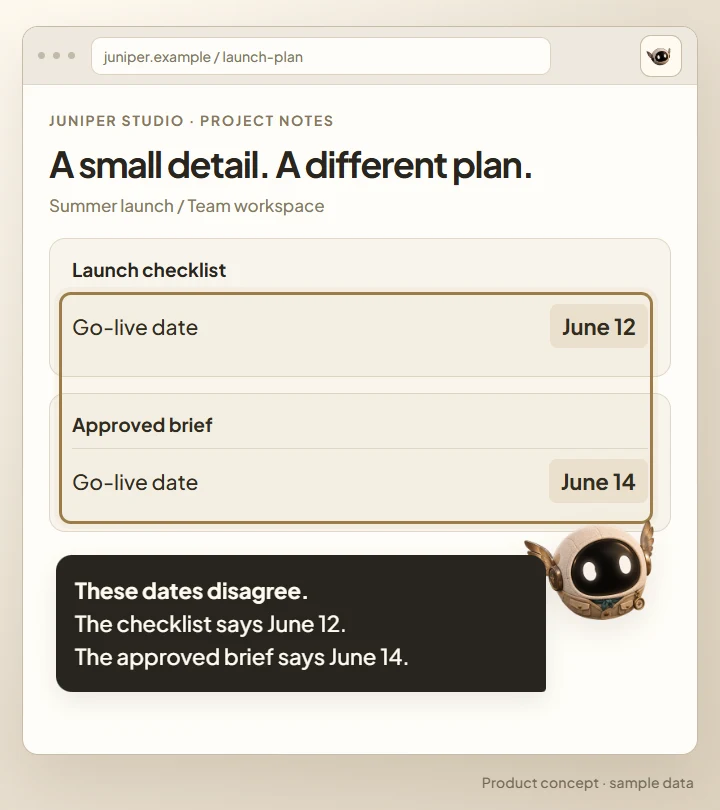 juniper.example / launch-plan
JUNIPER STUDIO · PROJECT NOTES
A small detail. A different plan.
Summer launch / Team workspace
Launch checklist
Go-live date June 12
Approved brief
Go-live date June 14
These dates disagree.
The checklist says June 12.
The approved brief says June 14.
Product concept · sample data